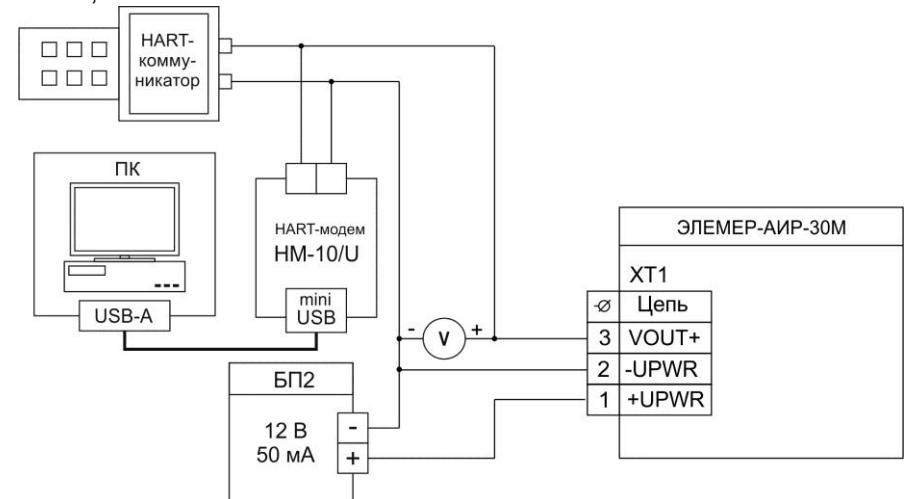 HART-
комму-
никатор
ПК
USB-A
HART-модем
HM-10/U
mini
USB
ЭЛЕМЕР-АИР-30М
XT1
Цепь
3 VOUT+
2 -UPWR
1 +UPWR
- V +
БП2
12 В
50 мА
-
+